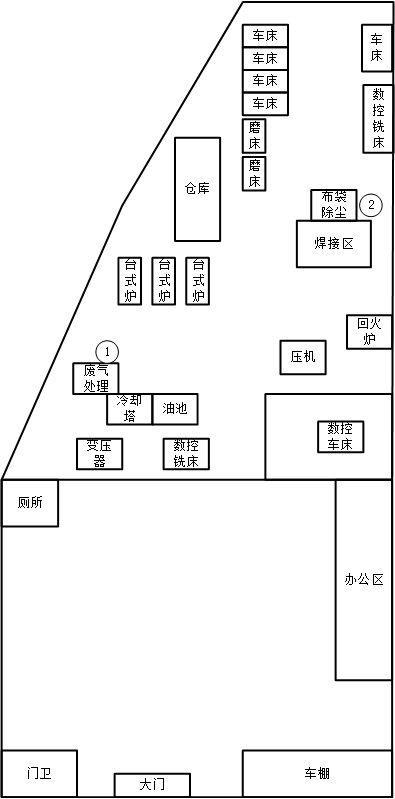 车床
车床
车床
车床
车
床
数
控
铣
床
磨
床
磨
床
仓库
布袋
除尘
2
焊接区
台
式
炉
台
式
炉
台
式
炉
回火
炉
1
压机
废气
处理
冷却
塔
油池
数控
车床
变压
器
数控
铣床
厕所
办公区
门卫
大门
车棚